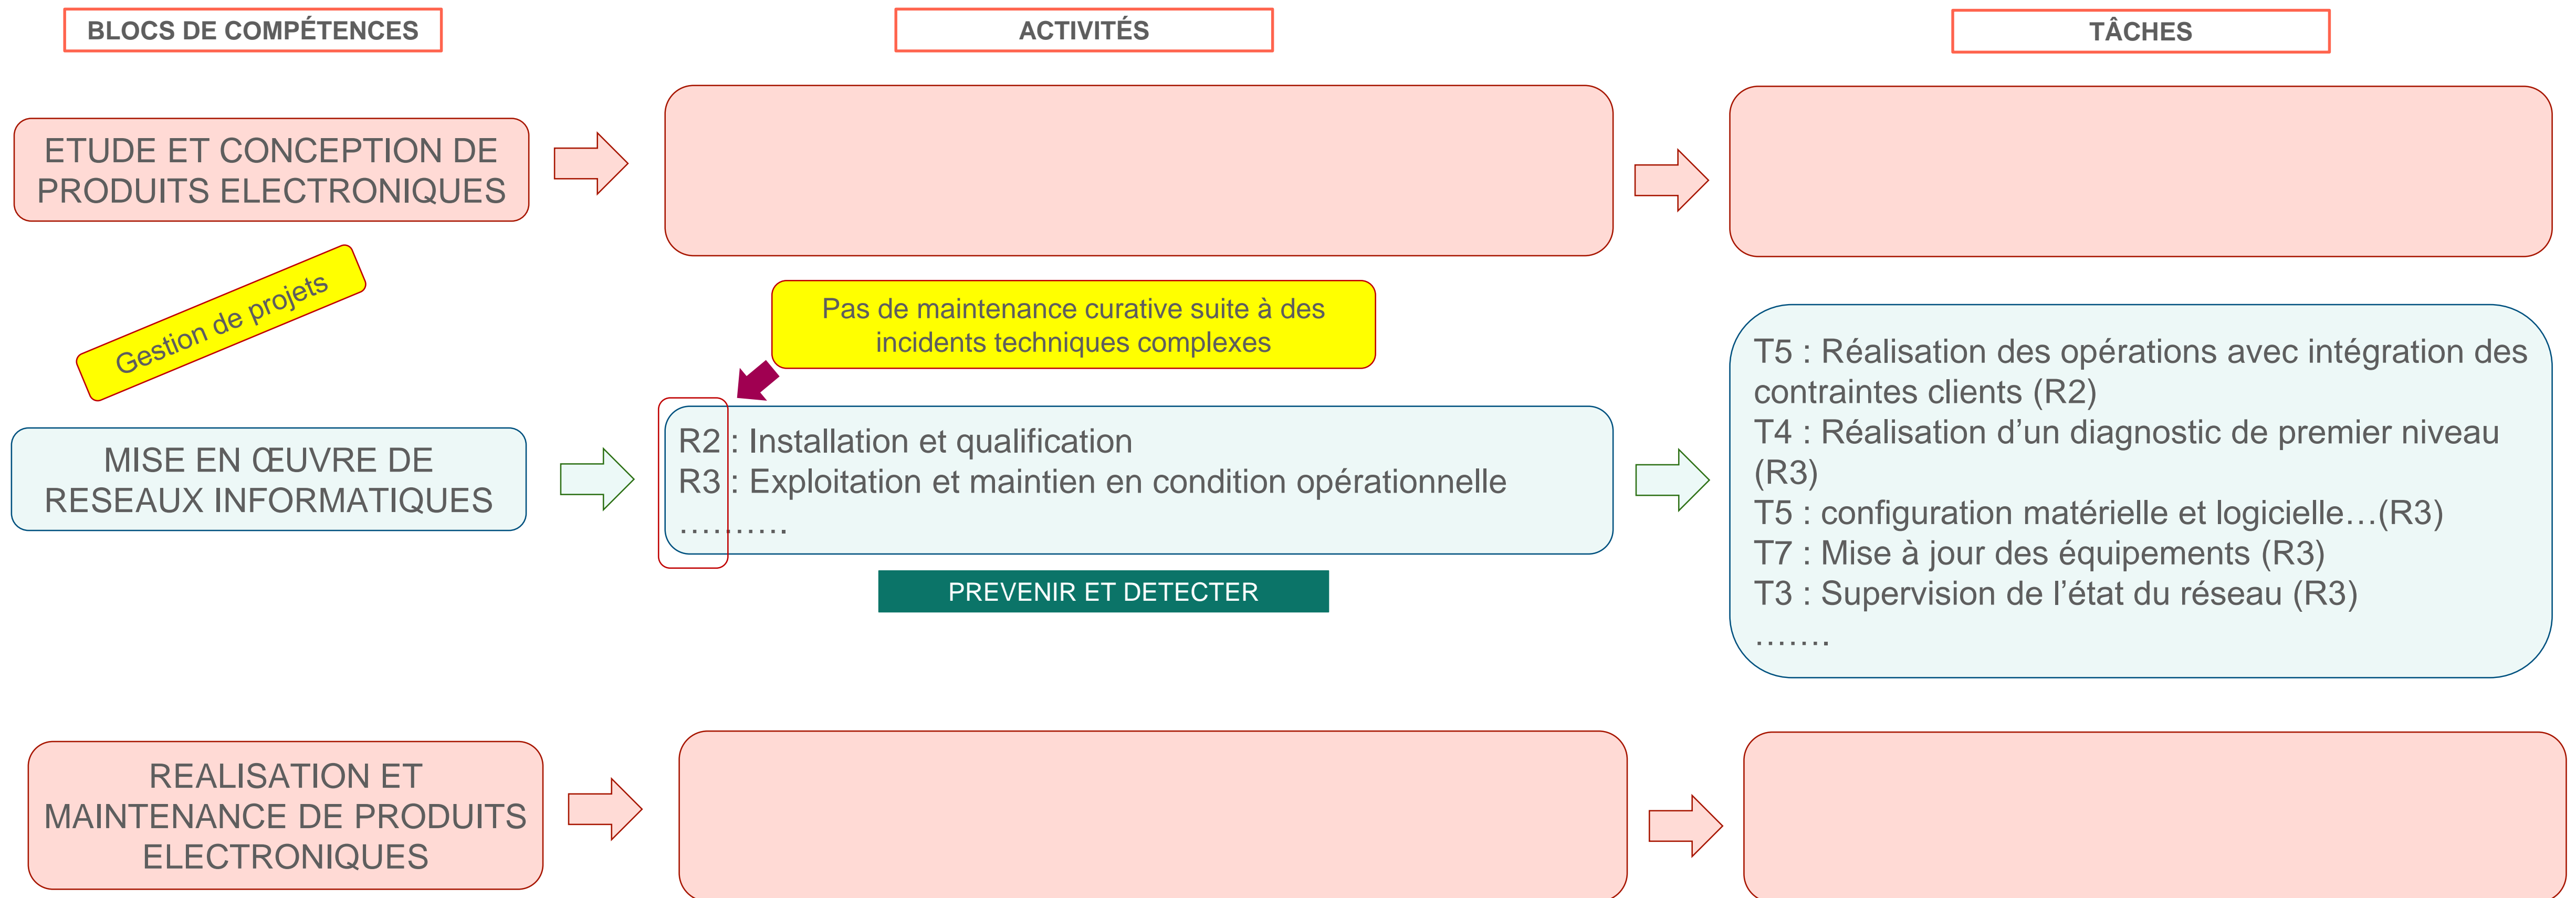 BLOCS DE COMPÉTENCES
ACTIVITÉS
TÂCHES
ETUDE ET CONCEPTION DE
PRODUITS ELECTRONIQUES
Gestion de projets
Pas de maintenance curative suite à des
incidents techniques complexes
MISE EN ŒUVRE DE
RESEAUX INFORMATIQUES
R2 : Installation et qualification
R3 : Exploitation et maintien en condition opérationnelle
……….
PREVENIR ET DETECTER
T5 : Réalisation des opérations avec intégration des
contraintes clients (R2)
T4 : Réalisation d’un diagnostic de premier niveau
(R3)
T5 : configuration matérielle et logicielle…(R3)
T7 : Mise à jour des équipements (R3)
T3 : Supervision de l’état du réseau (R3)
…….
REALISATION ET
MAINTENANCE DE PRODUITS
ELECTRONIQUES